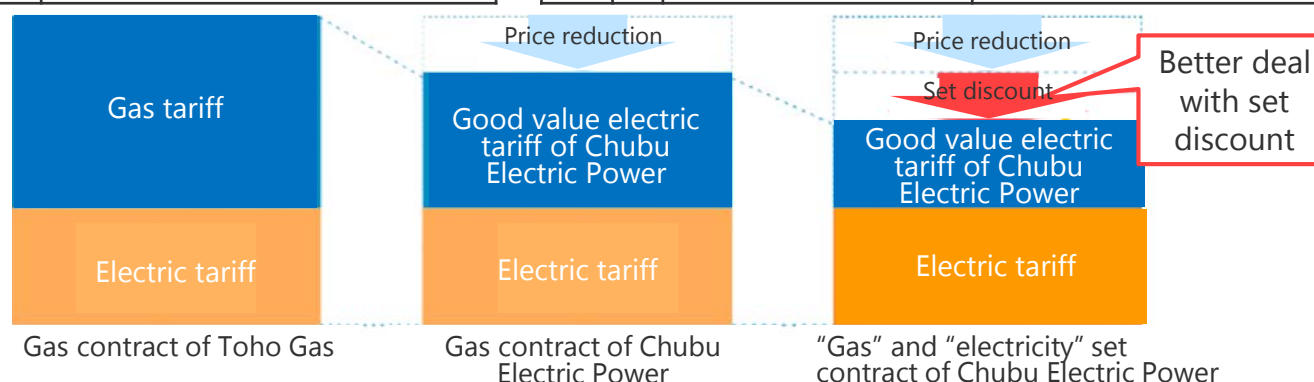 Price reduction
Price reduction
Better deal
with set
discount
Gas tariff
Set discount
Good value electric
tariff of Chubu
Electric Power
Good value electric
tariff of Chubu
Electric Power
Electric tariff
Electric tariff
Electric tariff
Gas contract of Toho Gas
Gas contract of Chubu
Electric Power
"Gas" and "electricity" set
contract of Chubu Electric Power